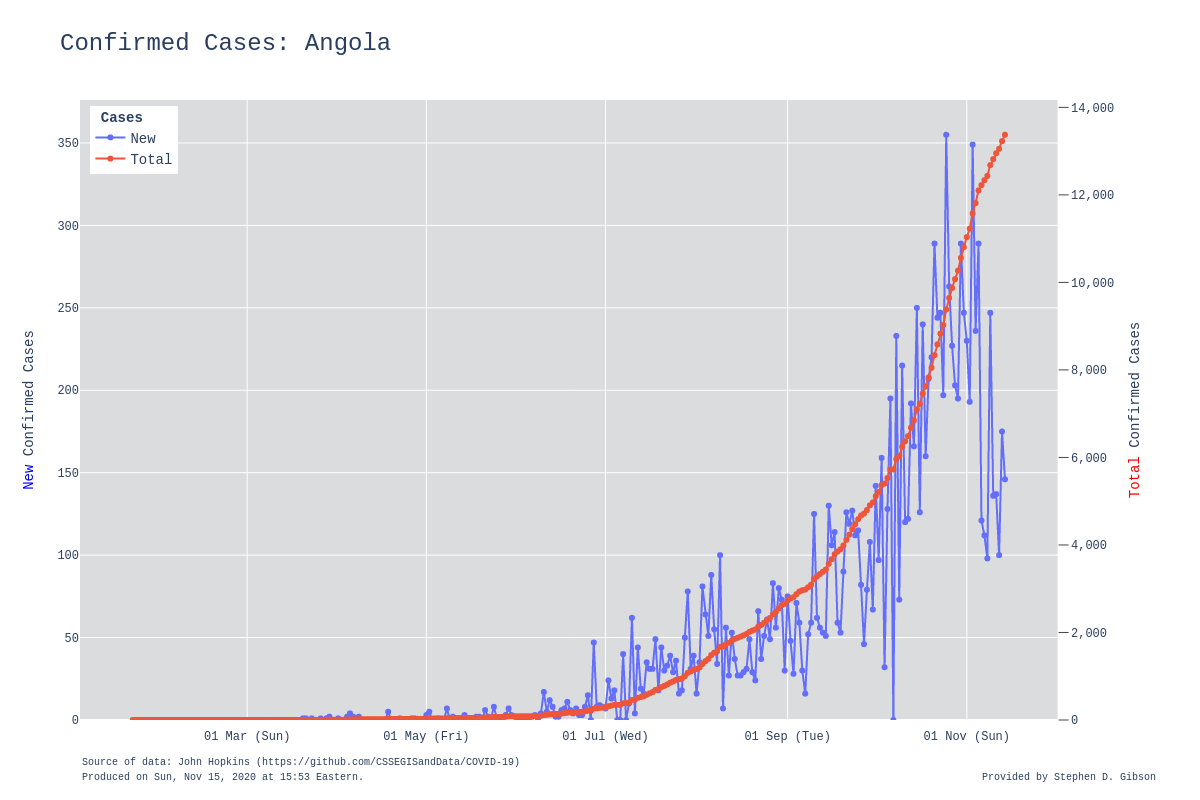 Confirmed Cases: Angola
Cases
New
Total
350
300
250
200
150
100
50
0
New Confirmed Cases
14,000
12,000
10,000
8,000
6,000
4,000
2,000
0
Total Confirmed Cases
01 Mar (Sun)
01 May (Fri)
01 Jul (Wed)
01 Sep (Tue)
01 Nov (Sun)
Source of data: John Hopkins (https://github.com/CSSEGISandData/COVID-19)
Produced on Sun, Nov 15, 2020 at 15:53 Eastern.
Provided by Stephen D. Gibson